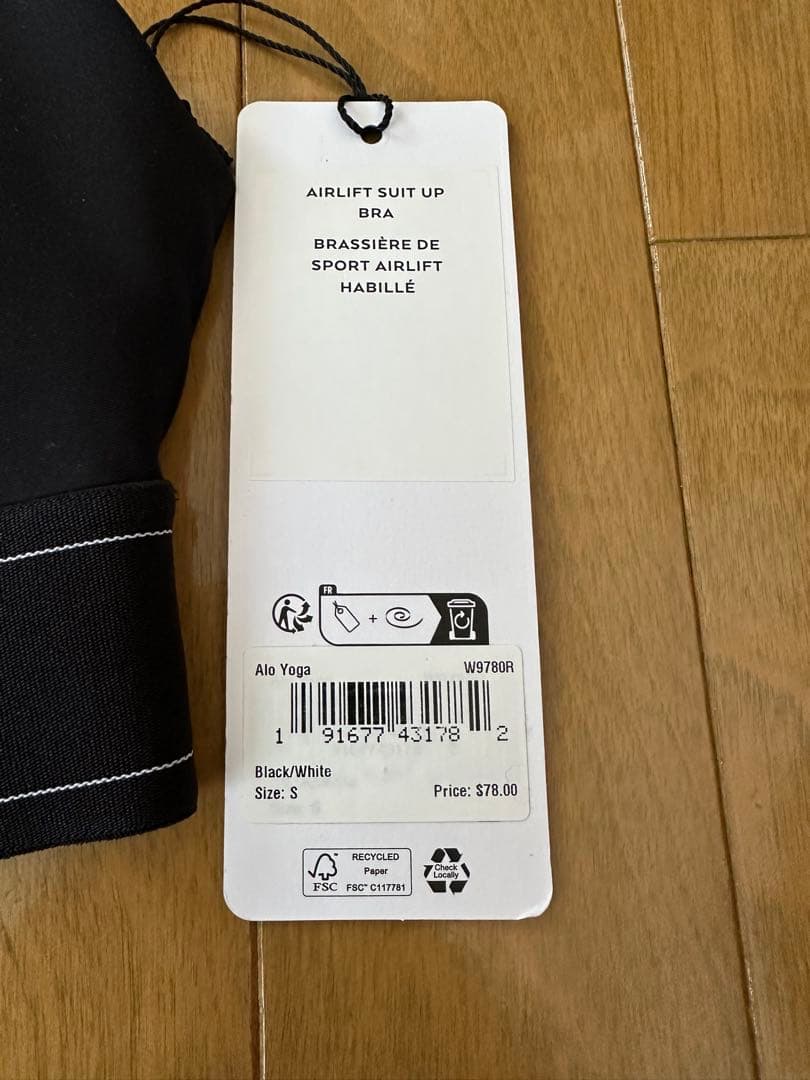 AIRLIFT SUIT UP
BRA
BRASSIÈRE DE
SPORT AIRLIFT
HABILLÉ
FR
+
Alo Yoga W9780R
1 91677 43178 2
Black/White
Size: S Price: $78.00
FSC™ RECYCLED
Paper
FSC™ C117781
Check
Locally